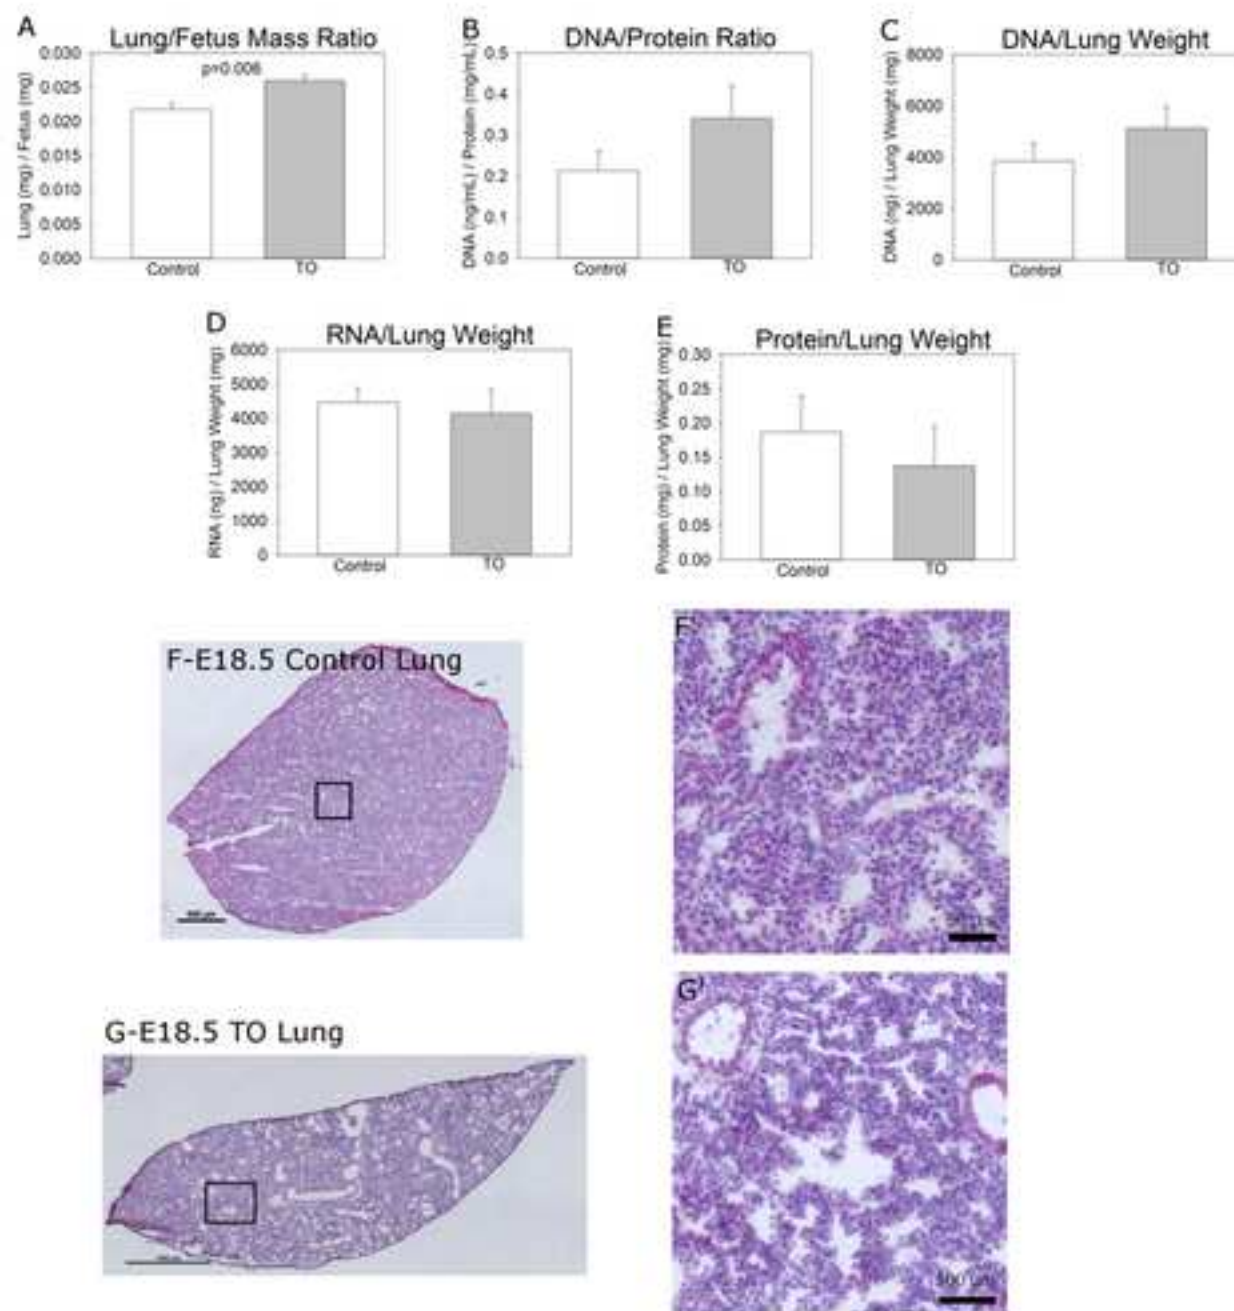 A
Lung/Fetus Mass Ratio
Lung (mg) / Fetus (mg)
0.030
0.025
0.020
0.015
0.010
0.005
0.000
p=0.006
Control
TO
B
DNA/Protein Ratio
DNA (ng/mL) / Protein (mg/mL)
0.5
0.4
0.3
0.2
0.1
0.0
Control
TO
C
DNA/Lung Weight
DNA (ng) / Lung Weight (mg)
8000
6000
4000
2000
0
Control
TO
D
RNA/Lung Weight
RNA (ng) / Lung Weight (mg)
6000
5000
4000
3000
2000
1000
0
Control
TO
E
Protein/Lung Weight
Protein (mg) / Lung Weight (mg)
0.30
0.25
0.20
0.15
0.10
0.05
0.00
Control
TO
F-E18.5 Control Lung
F
G-E18.5 TO Lung
G'